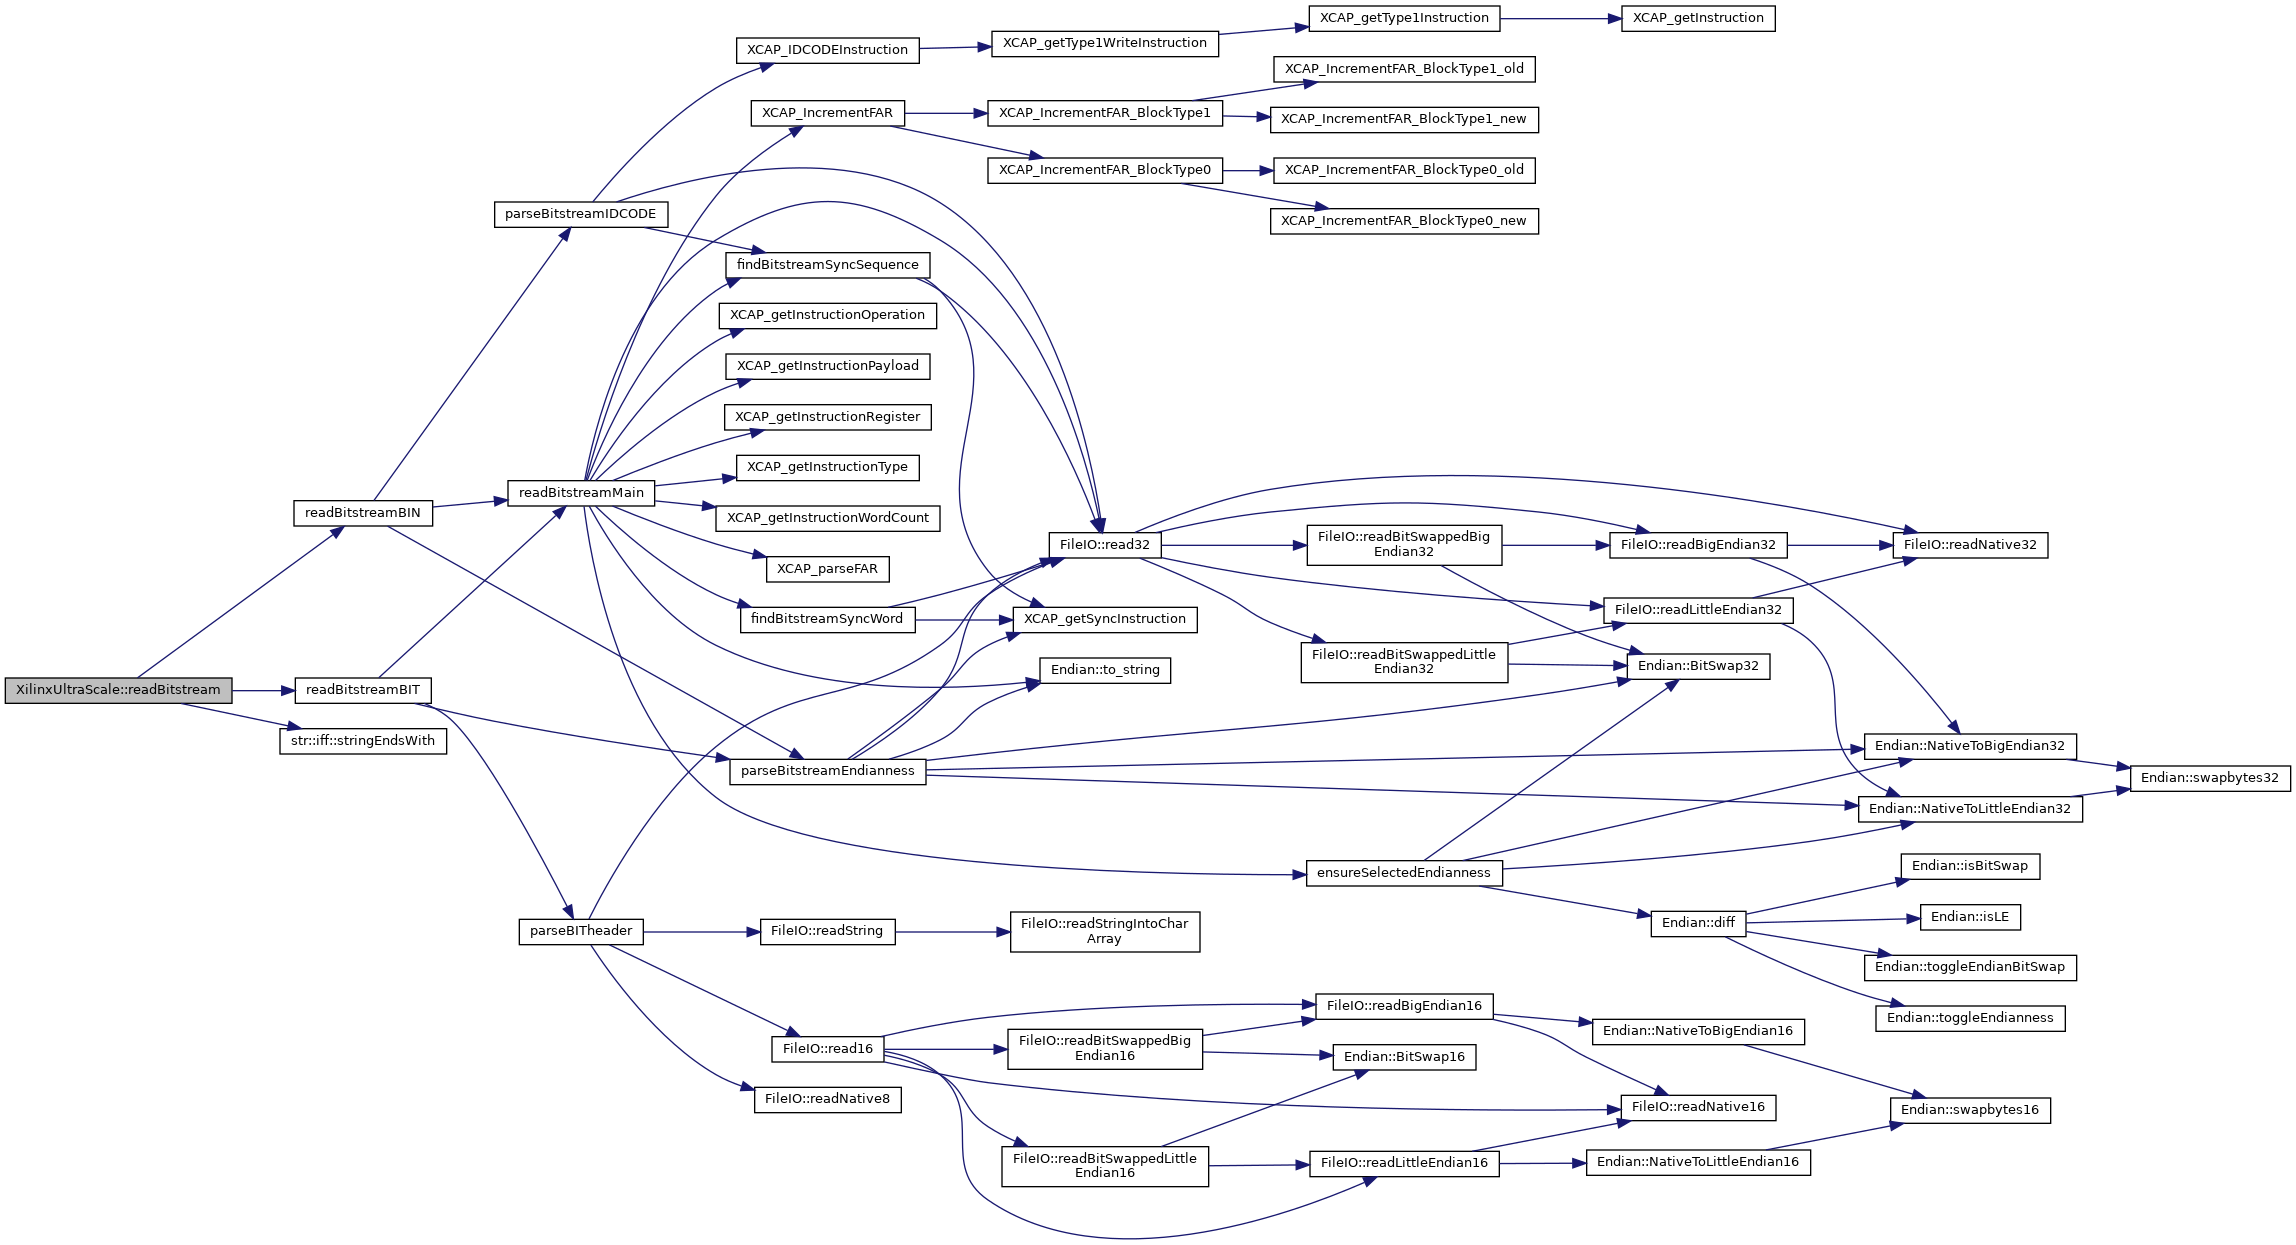 XCAP_getType1Instruction
XCAP_getInstruction
XCAP_IDCODEInstruction
XCAP_getType1WriteInstruction
XCAP_IncrementFAR_BlockType1_old
XCAP_IncrementFAR
XCAP_IncrementFAR_BlockType1
XCAP_IncrementFAR_BlockType1_new
XCAP_IncrementFAR_BlockType0
XCAP_IncrementFAR_BlockType0_old
XCAP_IncrementFAR_BlockType0_new
parseBitstreamIDCODE
findBitstreamSyncSequence
XCAP_getInstructionOperation
XCAP_getInstructionPayload
XCAP_getInstructionRegister
XCAP_getInstructionType
readBitstreamMain
readBitstreamBIN
XCAP_getInstructionWordCount
XCAP_parseFAR
FileIO::read32
FileIO::readBitSwappedBig
Endian32
FileIO::readBigEndian32
FileIO::readNative32
findBitstreamSyncWord
XCAP_getSyncInstruction
FileIO::readLittleEndian32
FileIO::readBitSwappedLittle
Endian32
Endian::BitSwap32
Endian::to_string
XilinxUltraScale::readBitstream
readBitstreamBIT
str::iff::stringEndsWith
parseBitstreamEndianness
Endian::NativeToBigEndian32
Endian::swapbytes32
Endian::NativeToLittleEndian32
ensureSelectedEndianness
Endian::isBitSwap
Endian::diff
Endian::isLE
Endian::toggleEndianBitSwap
Endian::toggleEndianness
parseBITheader
FileIO::readString
FileIO::readStringIntoChar
Array
FileIO::readBigEndian16
Endian::NativeToBigEndian16
FileIO::read16
FileIO::readBitSwappedBig
Endian16
Endian::BitSwap16
FileIO::readNative8
FileIO::readNative16
Endian::swapbytes16
FileIO::readBitSwappedLittle
Endian16
FileIO::readLittleEndian16
Endian::NativeToLittleEndian16